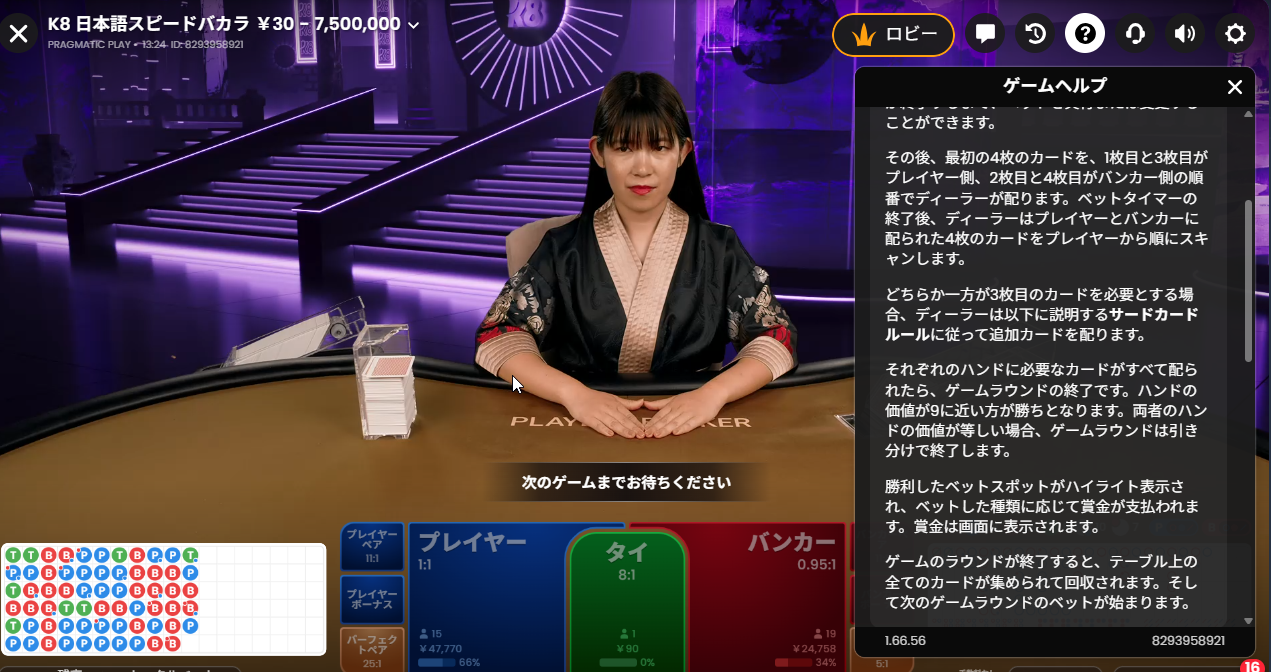 K8 日本語スピードバカラ ¥30 – 7,500,000
PRAGMATIC PLAY • 13:24 ID: 8293958921
K8
ロビー
ゲームヘルプ
ことができます。
その後、最初の4枚のカードを、1枚目と3枚目が
プレイヤー側、2枚目と4枚目がバンカー側の順
番でディーラーが配ります。ベットタイマーの
終了後、ディーラーはプレイヤーとバンカーに
配られた4枚のカードをプレイヤーから順にスキ
ャンします。
どちらか一方が3枚目のカードを必要とする場
合、ディーラーは以下に説明するサードカード
ルールに従って追加カードを配ります。
それぞれのハンドに必要なカードがすべて配ら
れたら、ゲームラウンドの終了です。ハンドの
価値が9に近い方が勝ちとなります。両者のハン
ドの価値が等しい場合、ゲームラウンドは引き
分けで終了します。
勝利したベットスポットがハイライト表示さ
れ、ベットした種類に応じて賞金が支払われま
す。賞金は画面に表示されます。
ゲームのラウンドが終了すると、テーブル上の
全てのカードが集められて回収されます。そし
て次のゲームラウンドのベットが始まります。
1.66.56 8293958921
PLAY KER
次のゲームまでお待ちください
T T B B P P T B P P T
P P B P P P P B B B P
T B B B P P P B B B B
B B B T T B B P B B B
T P B P P P P B P B P
P P B P P P P P B B
プレイヤー
ペア
11:1
プレイヤー
ボーナス
パーフェク
トペア
25:1
プレイヤー
1:1
15
¥47,770
66%
タイ
8:1
1
¥90
0%
バンカー
0.95:1
19
¥24,758
34%
5:1
16